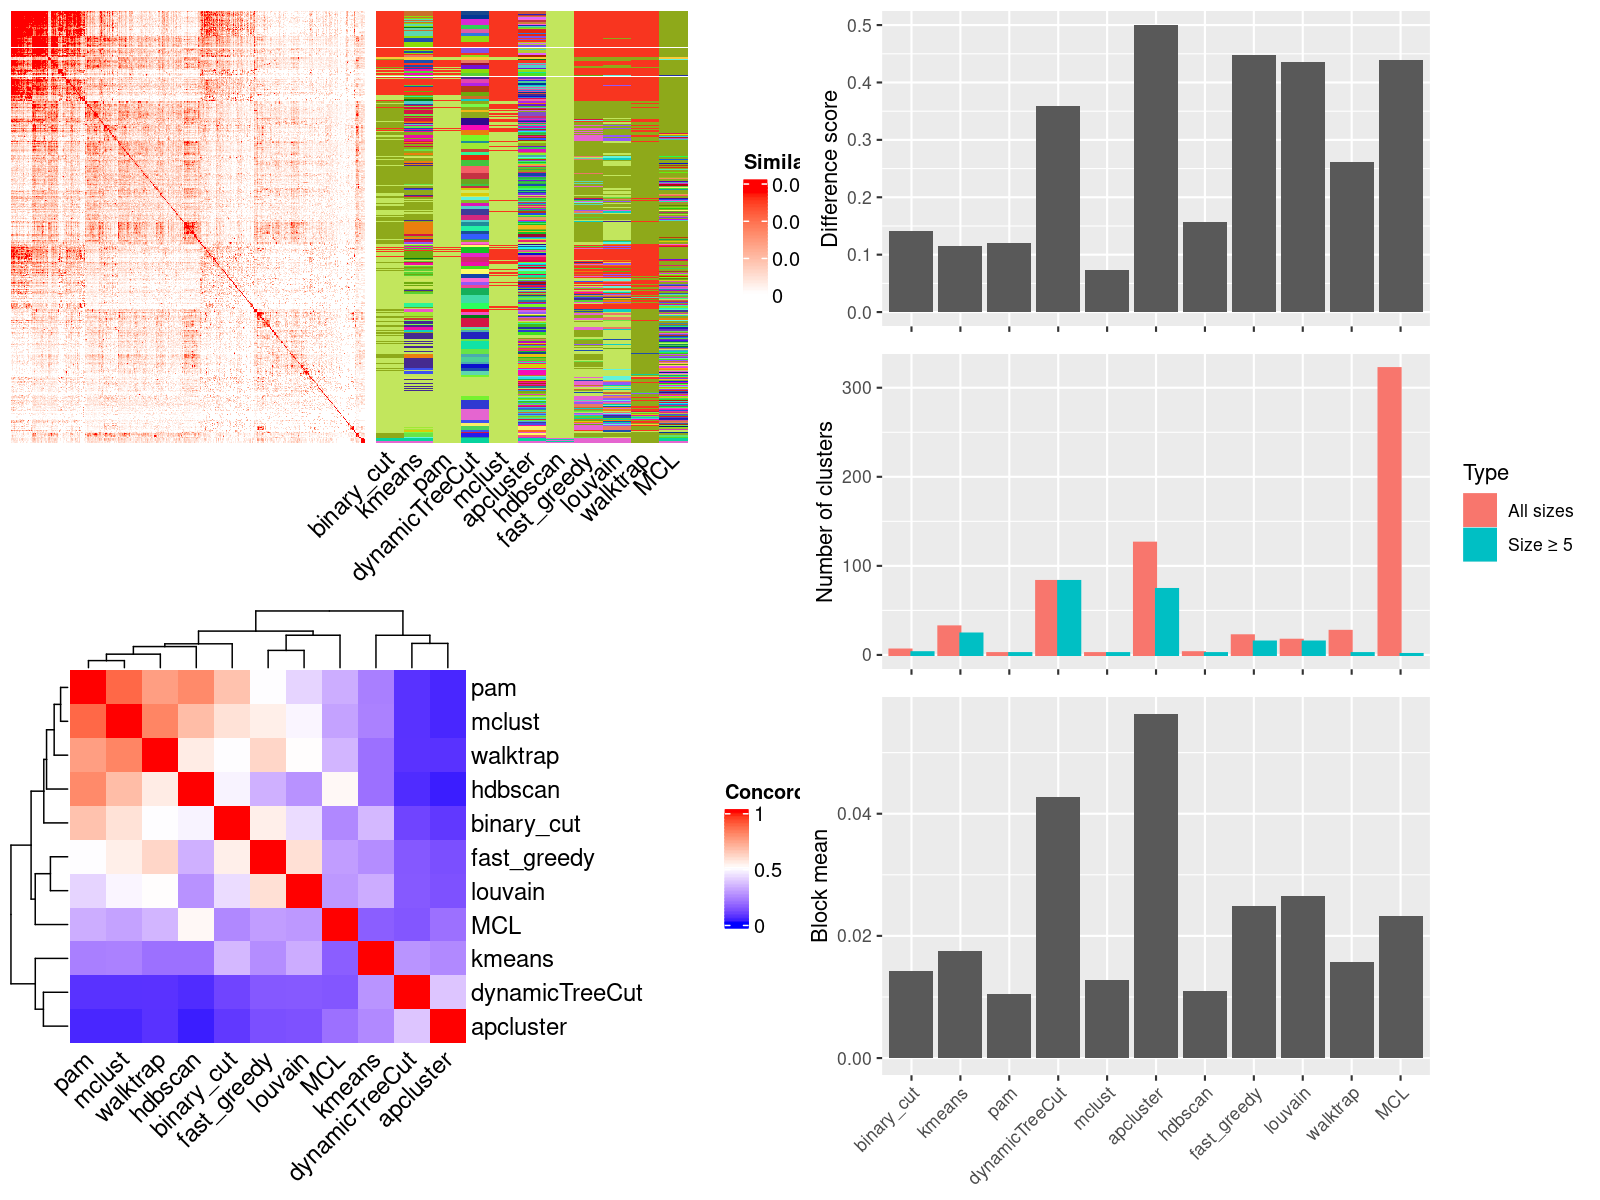 Simila
0.0
0.0
0.0
0
binary_cut
kmeans
pam
dynamicTreeCut
mclust
apcluster
hdbscan
fast_greedy
louvain
walktrap
MCL
pam
mclust
walktrap
hdbscan
binary_cut
fast_greedy
louvain
MCL
kmeans
dynamicTreeCut
apcluster
pam
mclust
walktrap
hdbscan
binary_cut
fast_greedy
louvain
MCL
kmeans
dynamicTreeCut
apcluster
Concord
1
0.5
0
Difference score
0.5
0.4
0.3
0.2
0.1
0.0
Number of clusters
300
200
100
0
Type
All sizes
Size ≥ 5
Block mean
0.04
0.02
0.00
binary_cut
kmeans
pam
dynamicTreeCut
mclust
apcluster
hdbscan
fast_greedy
louvain
walktrap
MCL